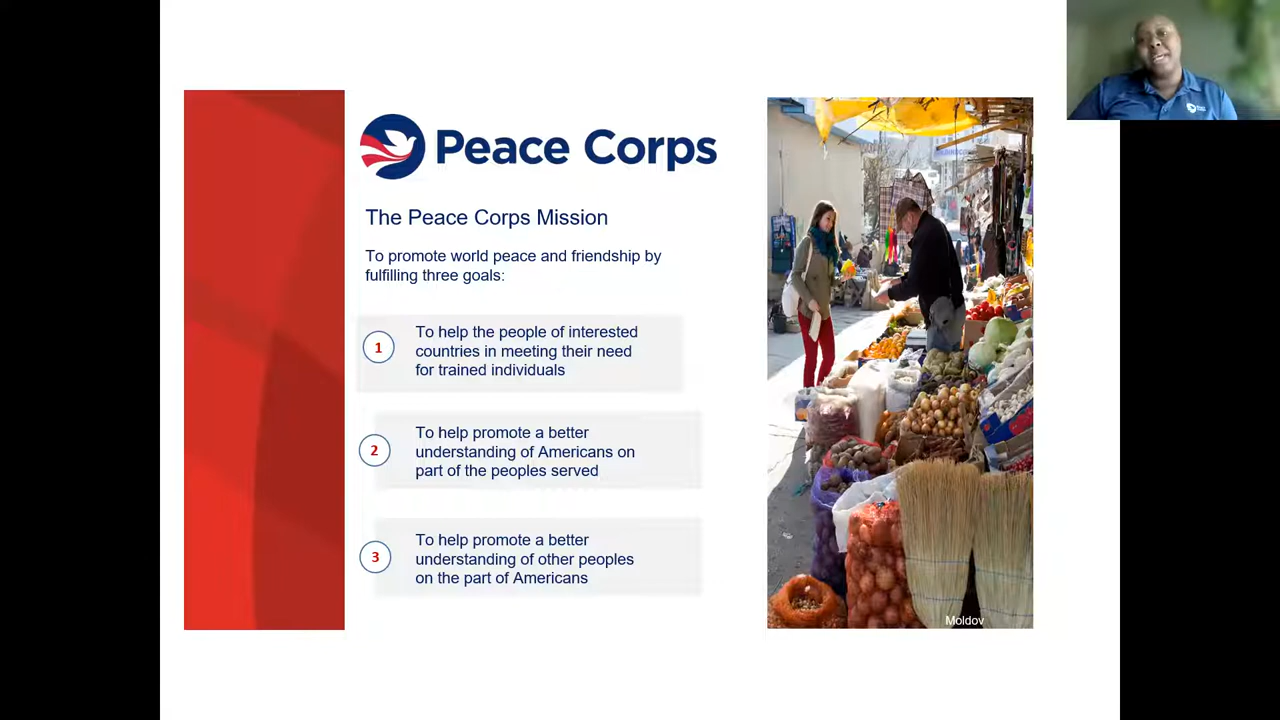 Peace Corps
The Peace Corps Mission
To promote world peace and friendship by
fulfilling three goals:
1
To help the people of interested
countries in meeting their need
for trained individuals
2
To help promote a better
understanding of Americans on
part of the peoples served
3
To help promote a better
understanding of other peoples
on the part of Americans
Moldov